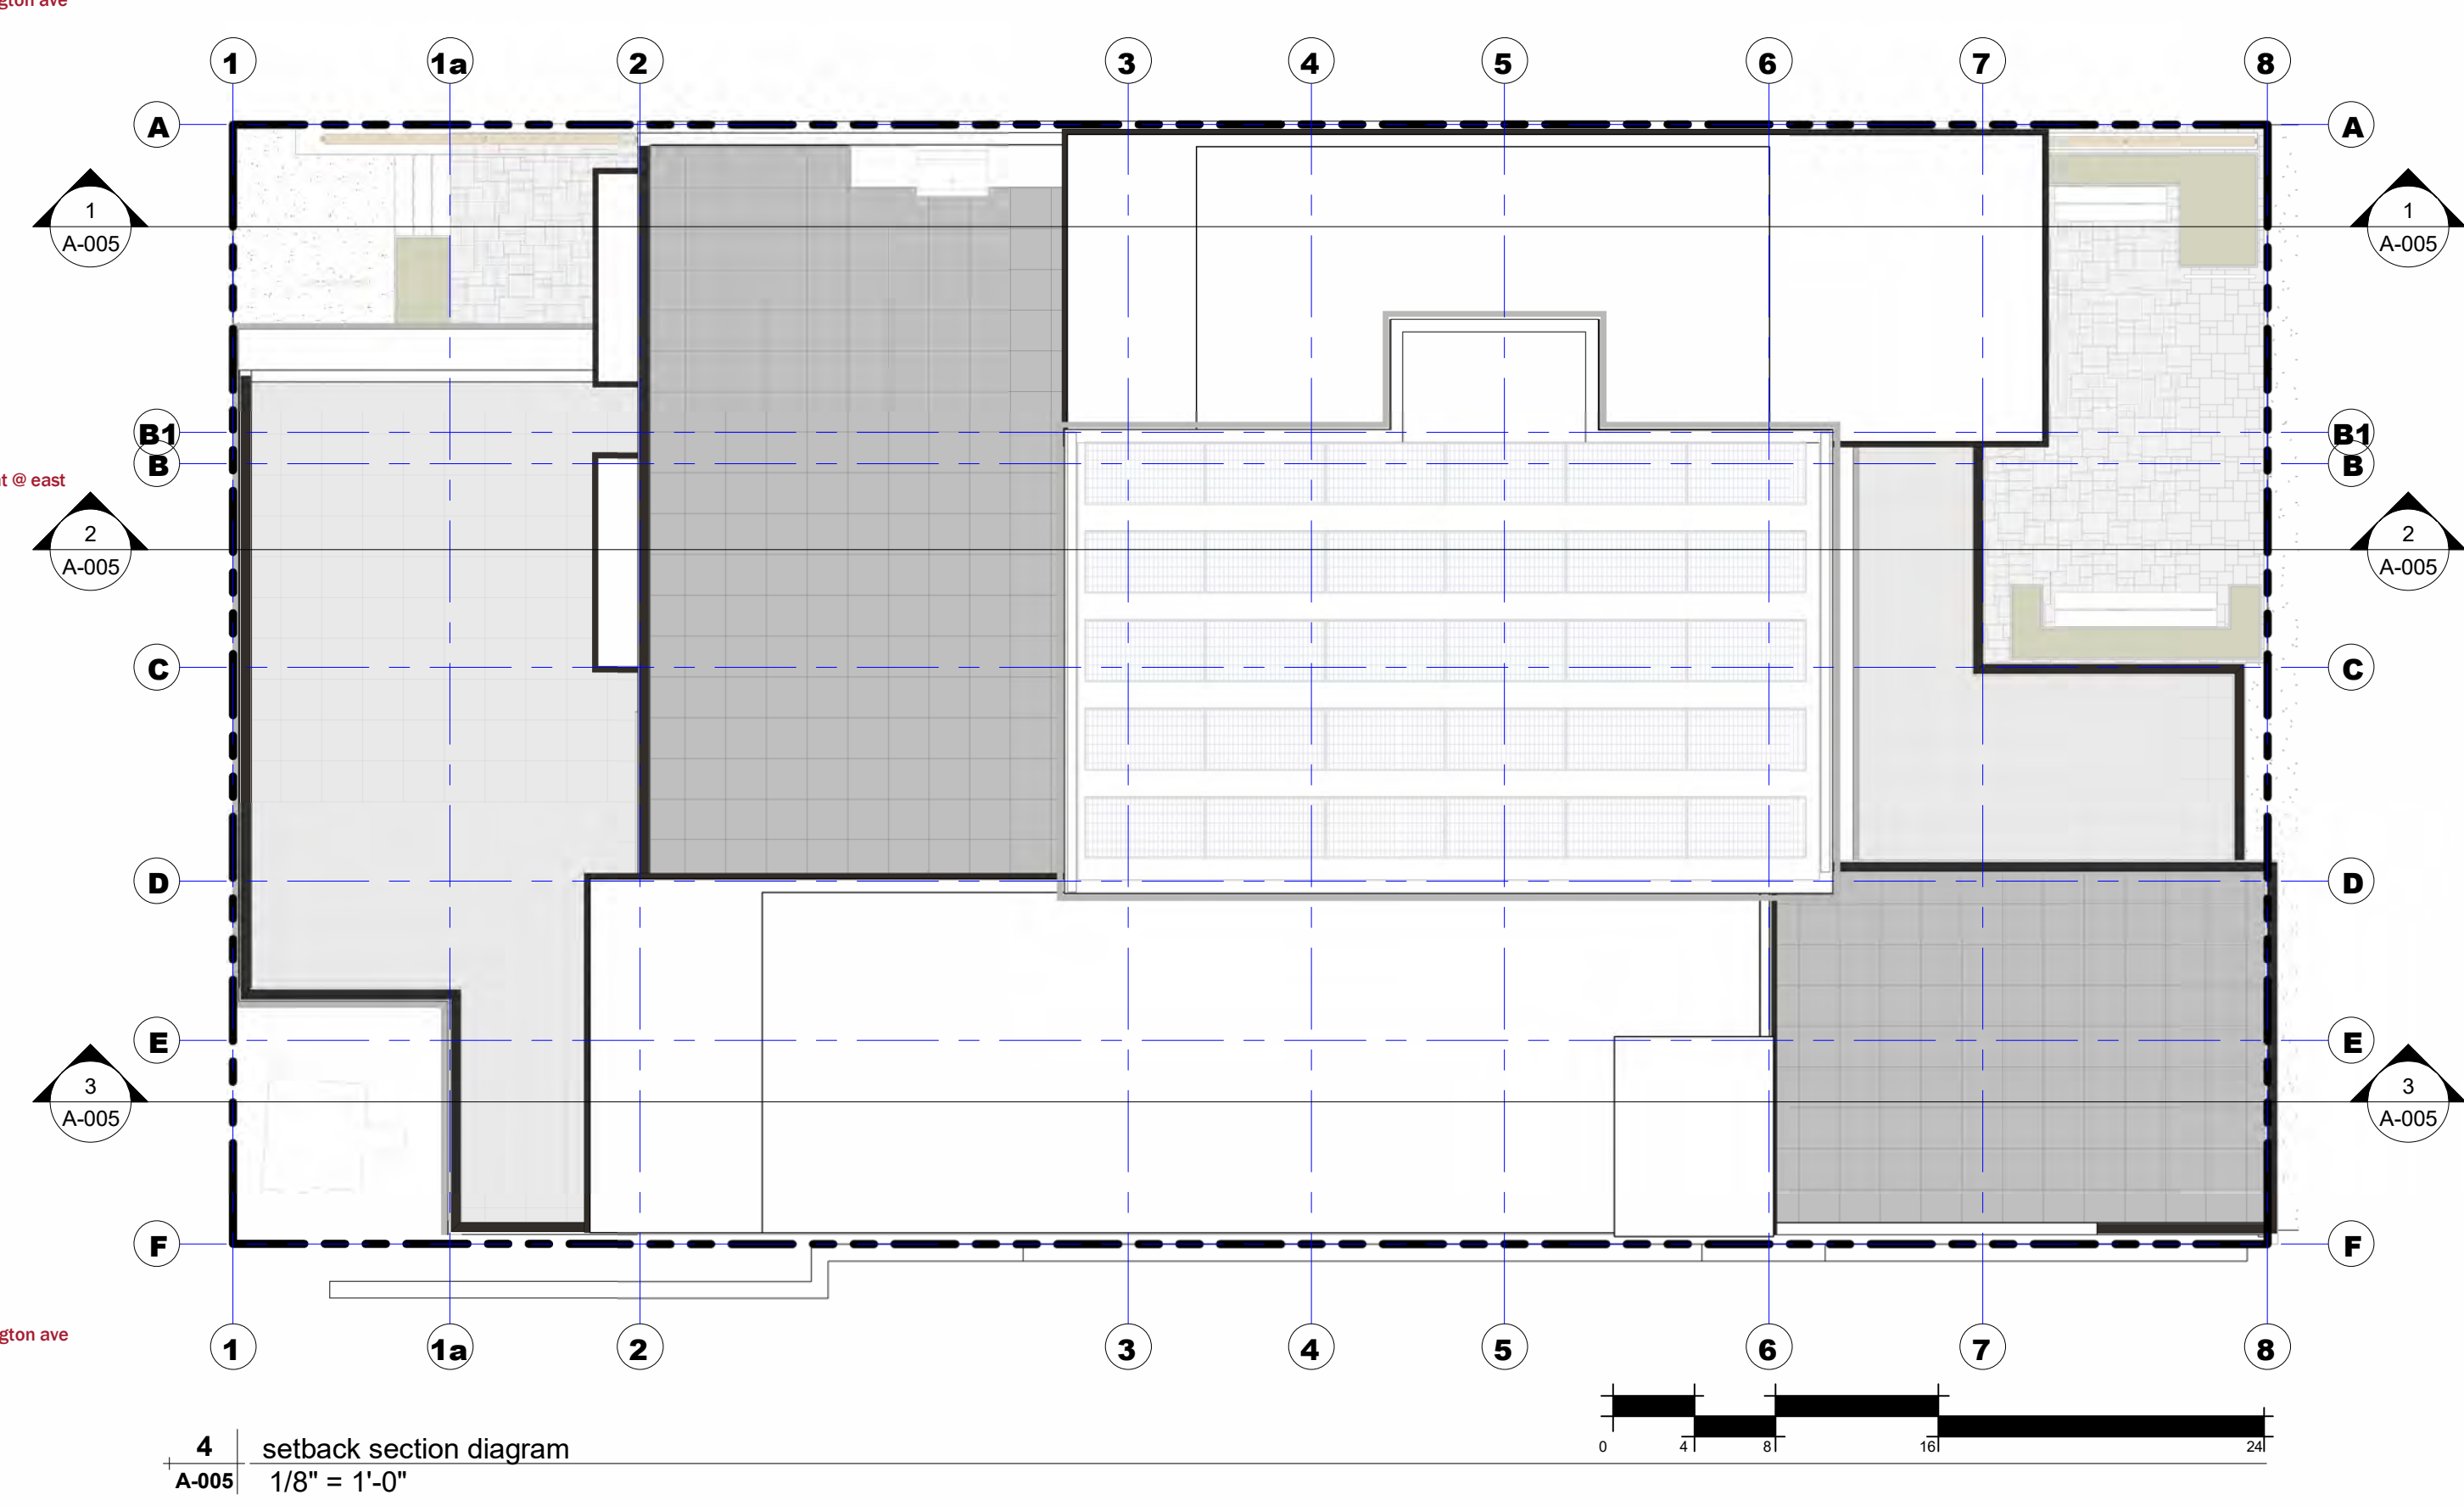 gton ave
1 1a 2 3 4 5 6 7 8
A A
1 1
A-005 A-005
B1 B1
B B
t @ east
2 2
A-005 A-005
C C
D D
E E
3 3
A-005 A-005
F F
gton ave
1 1a 2 3 4 5 6 7 8
0 4 8 16 24
4 setback section diagram
A-005 1/8" = 1'-0"